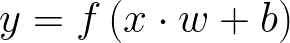 y = f (x · w + b)